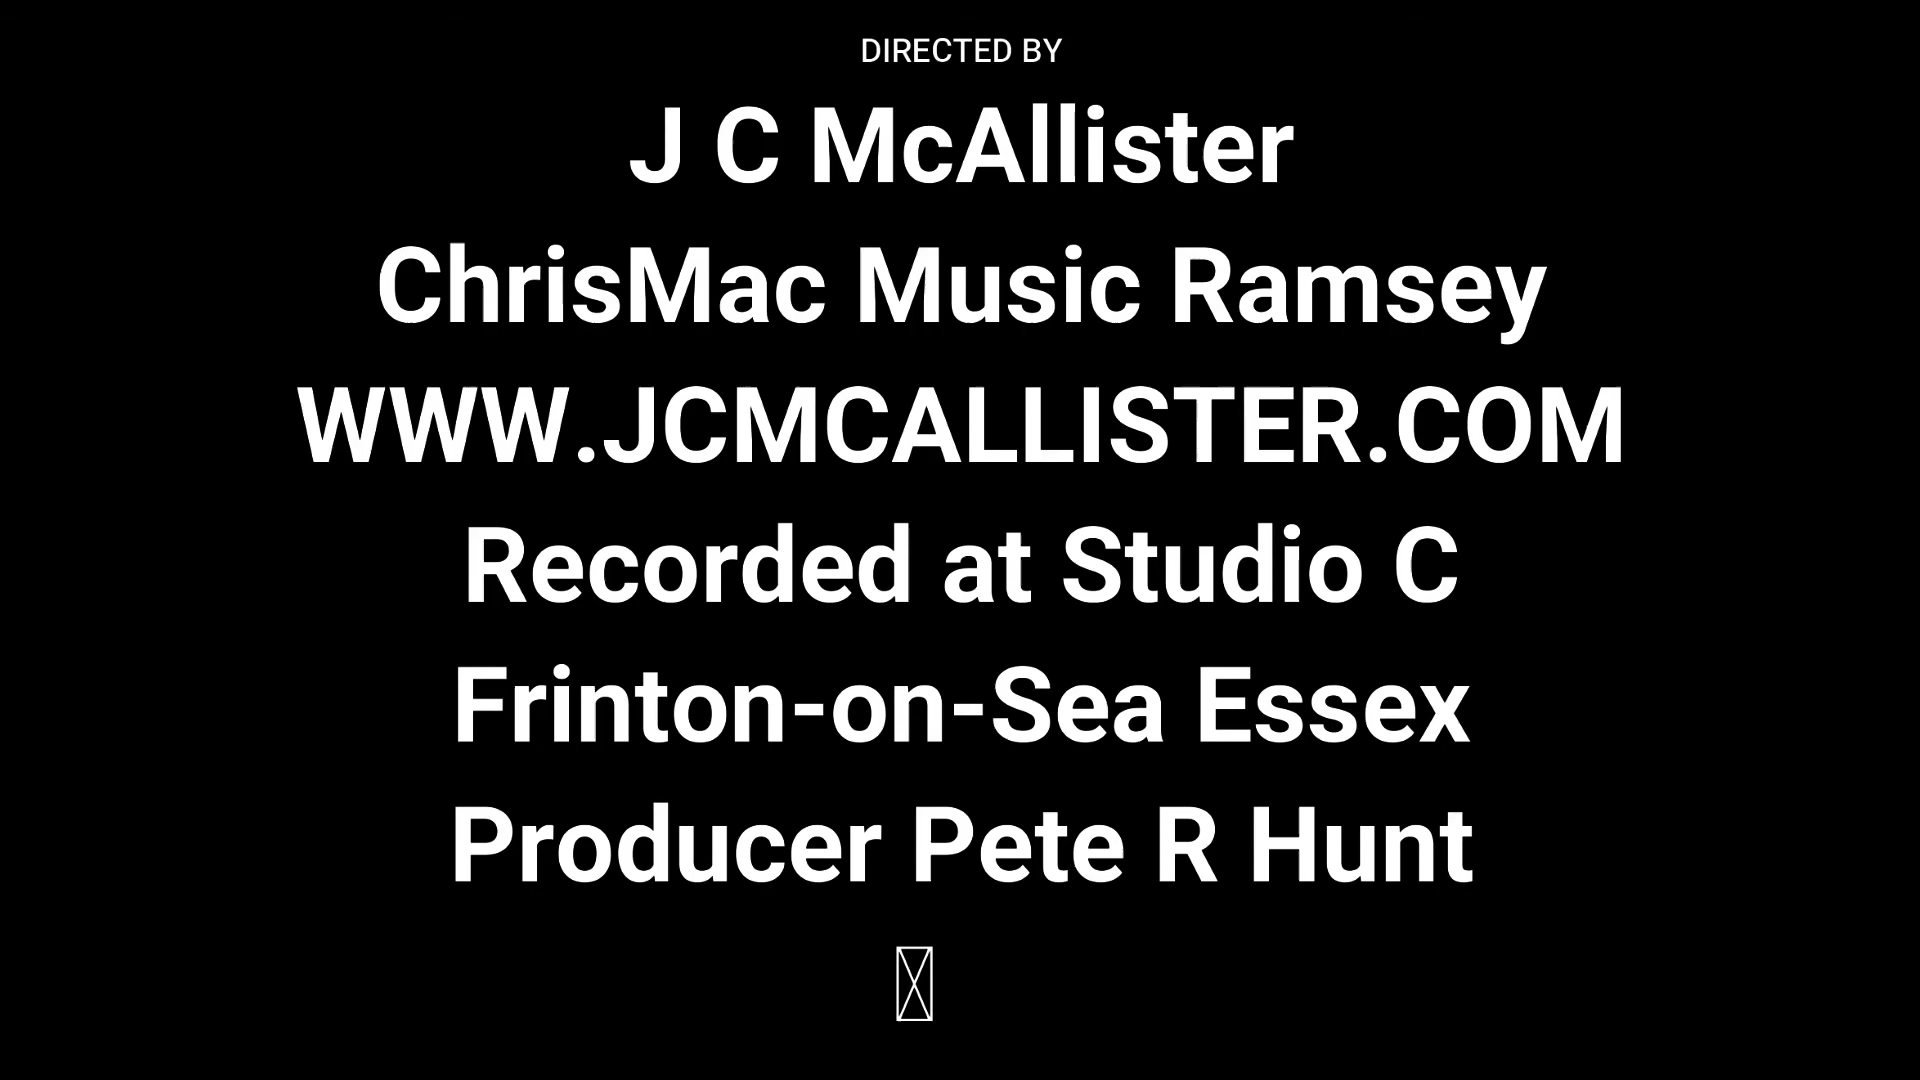 DIRECTED BY
J C McAllister
ChrisMac Music Ramsey
WWW.JCMCALLISTER.COM
Recorded at Studio C
Frinton-on-Sea Essex
Producer Pete R Hunt